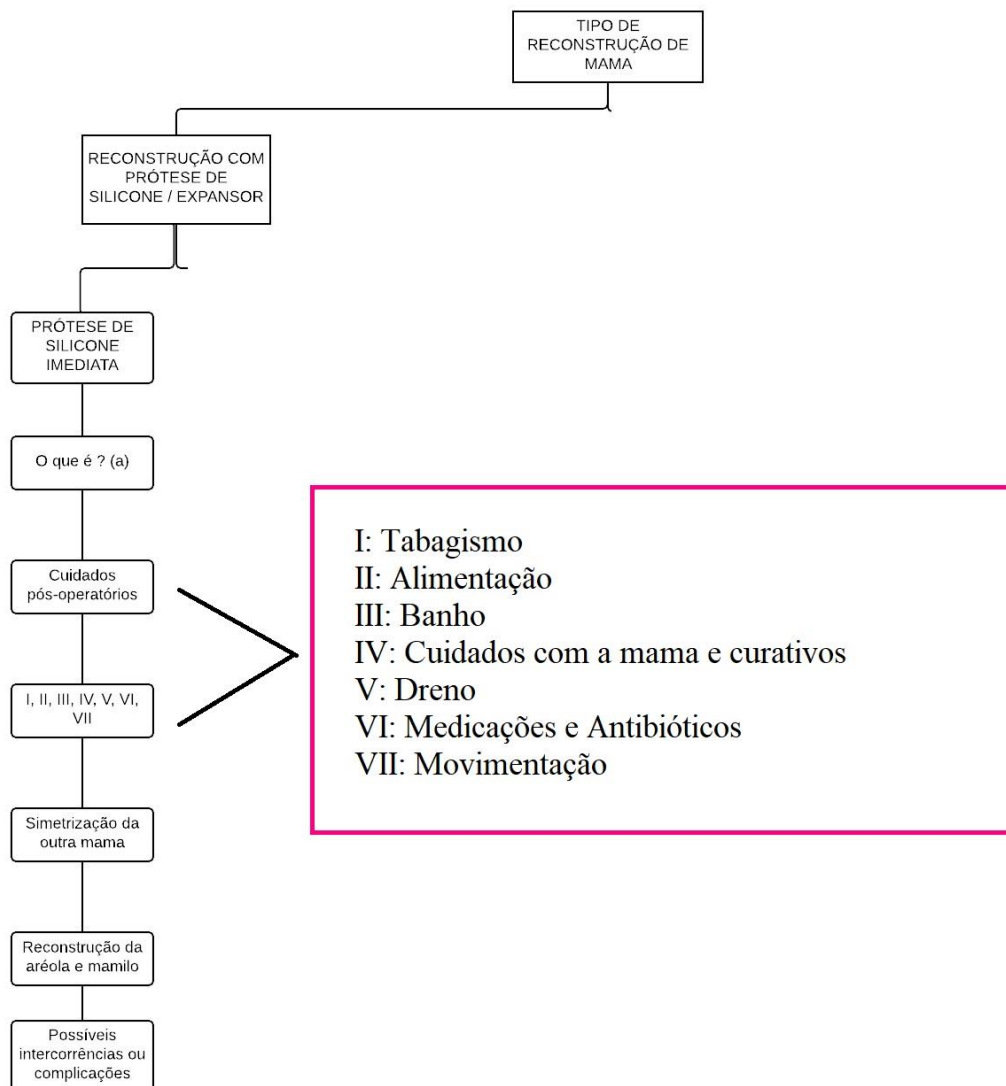 TIPO DE
RECONSTRUÇÃO DE
MAMA
RECONSTRUÇÃO COM
PRÓTESE DE
SILICONE / EXPANSOR
PRÓTESE DE
SILICONE
IMEDIATA
O que é ? (a)
Cuidados
pós-operatórios
I, II, III, IV, V, VI,
VII
I: Tabagismo
II: Alimentação
III: Banho
IV: Cuidados com a mama e curativos
V: Dreno
VI: Medicações e Antibióticos
VII: Movimentação
Simetrização da
outra mama
Reconstrução da
aréola e mamilo
Possíveis
intercorrências ou
complicações